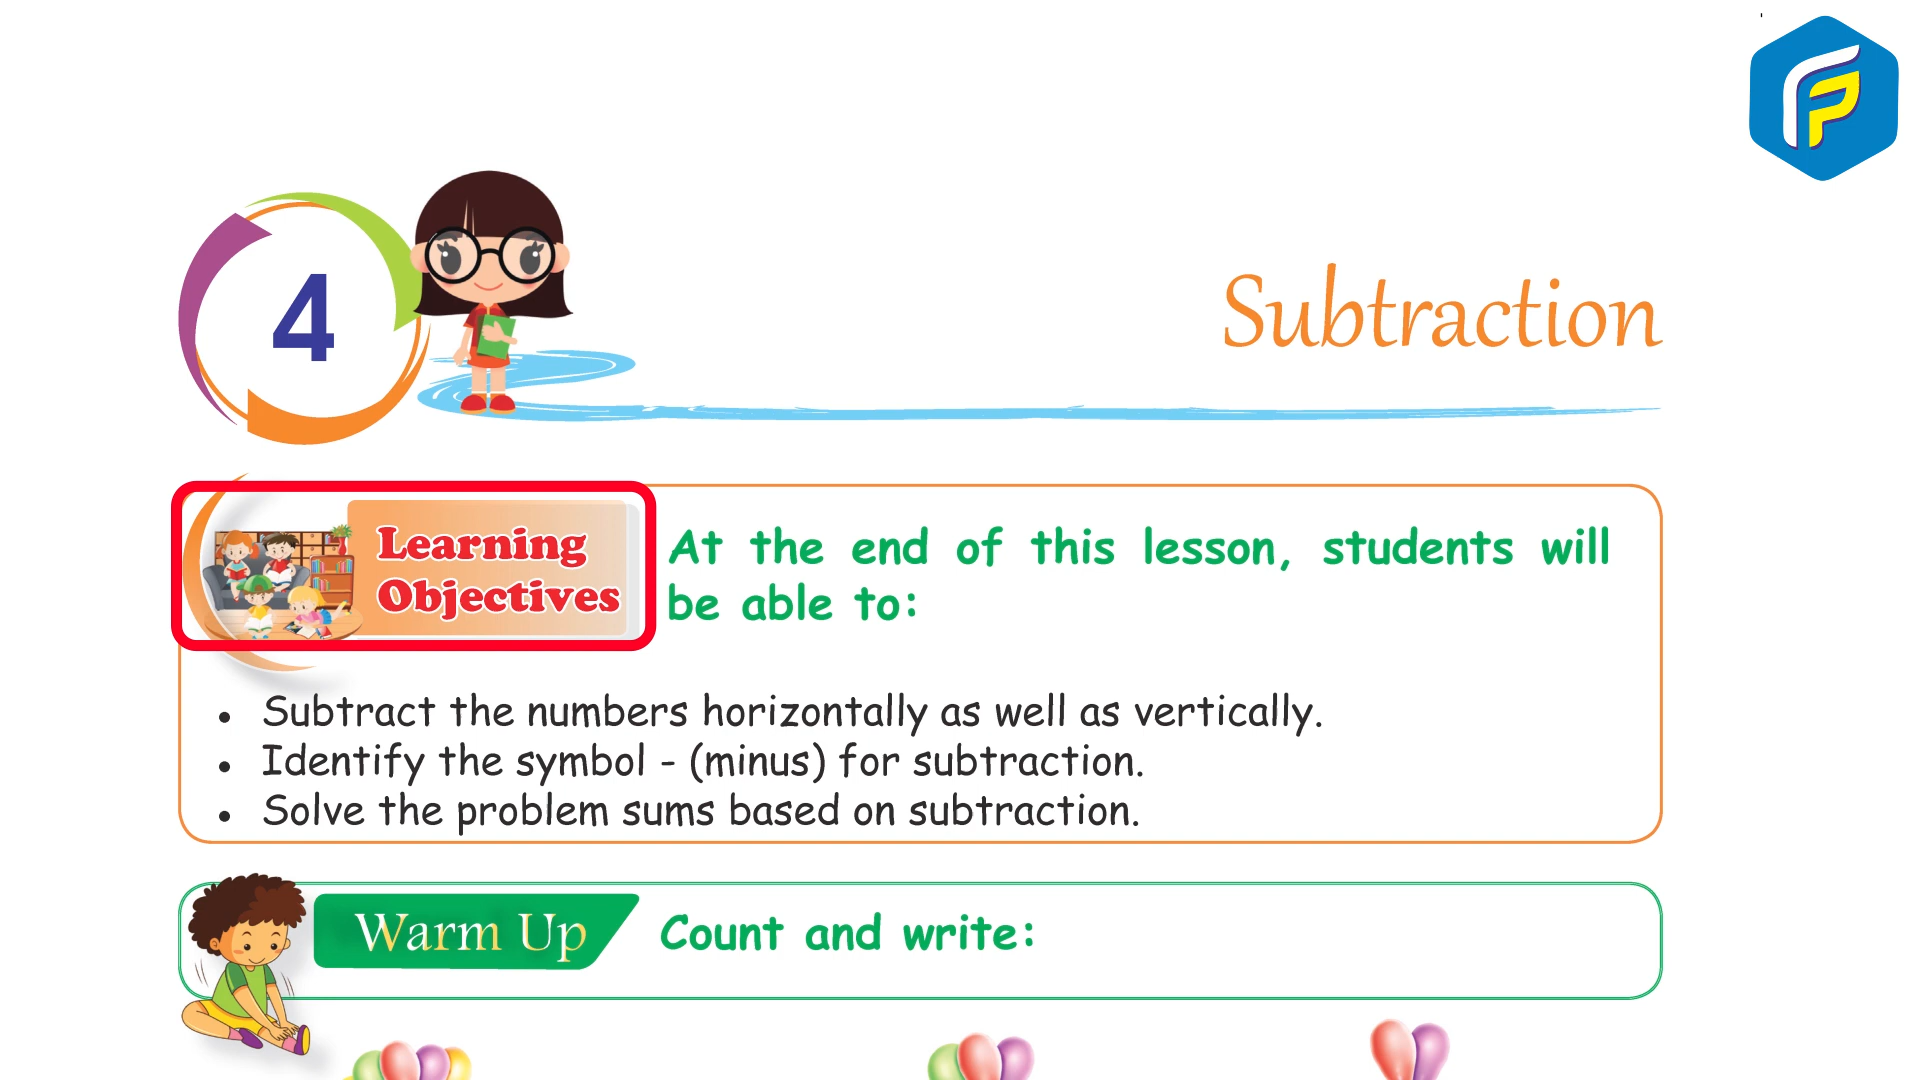 4
Subtraction
Learning
Objectives
At the end of this lesson, students will
be able to:
• Subtract the numbers horizontally as well as vertically.
• Identify the symbol - (minus) for subtraction.
• Solve the problem sums based on subtraction.
Warm Up Count and write: